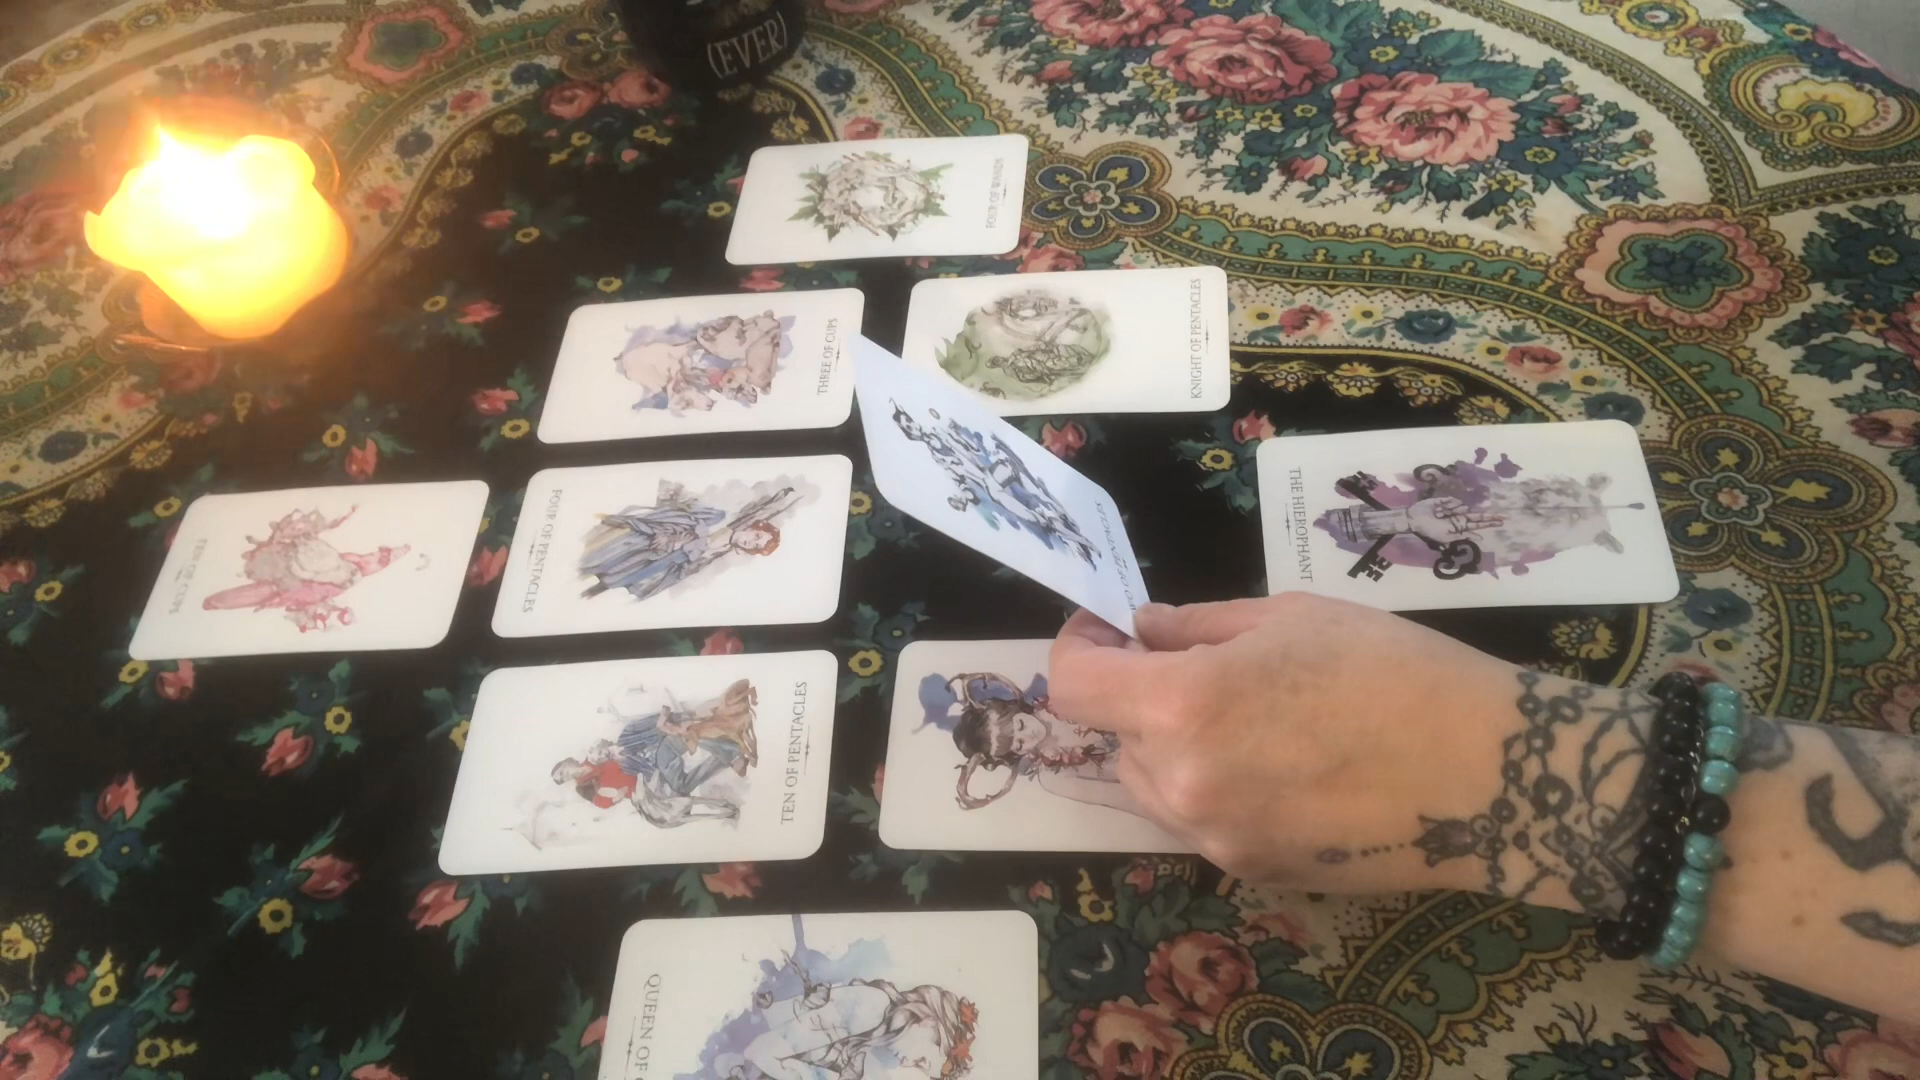 (EVER)
FOUR OF WANDS
THREE OF CUPS
KNIGHT OF PENTACLES
THE HIEROPHANT
FOUR OF PENTACLES
TEN OF CUPS
TEN OF PENTACLES
QUEEN OF